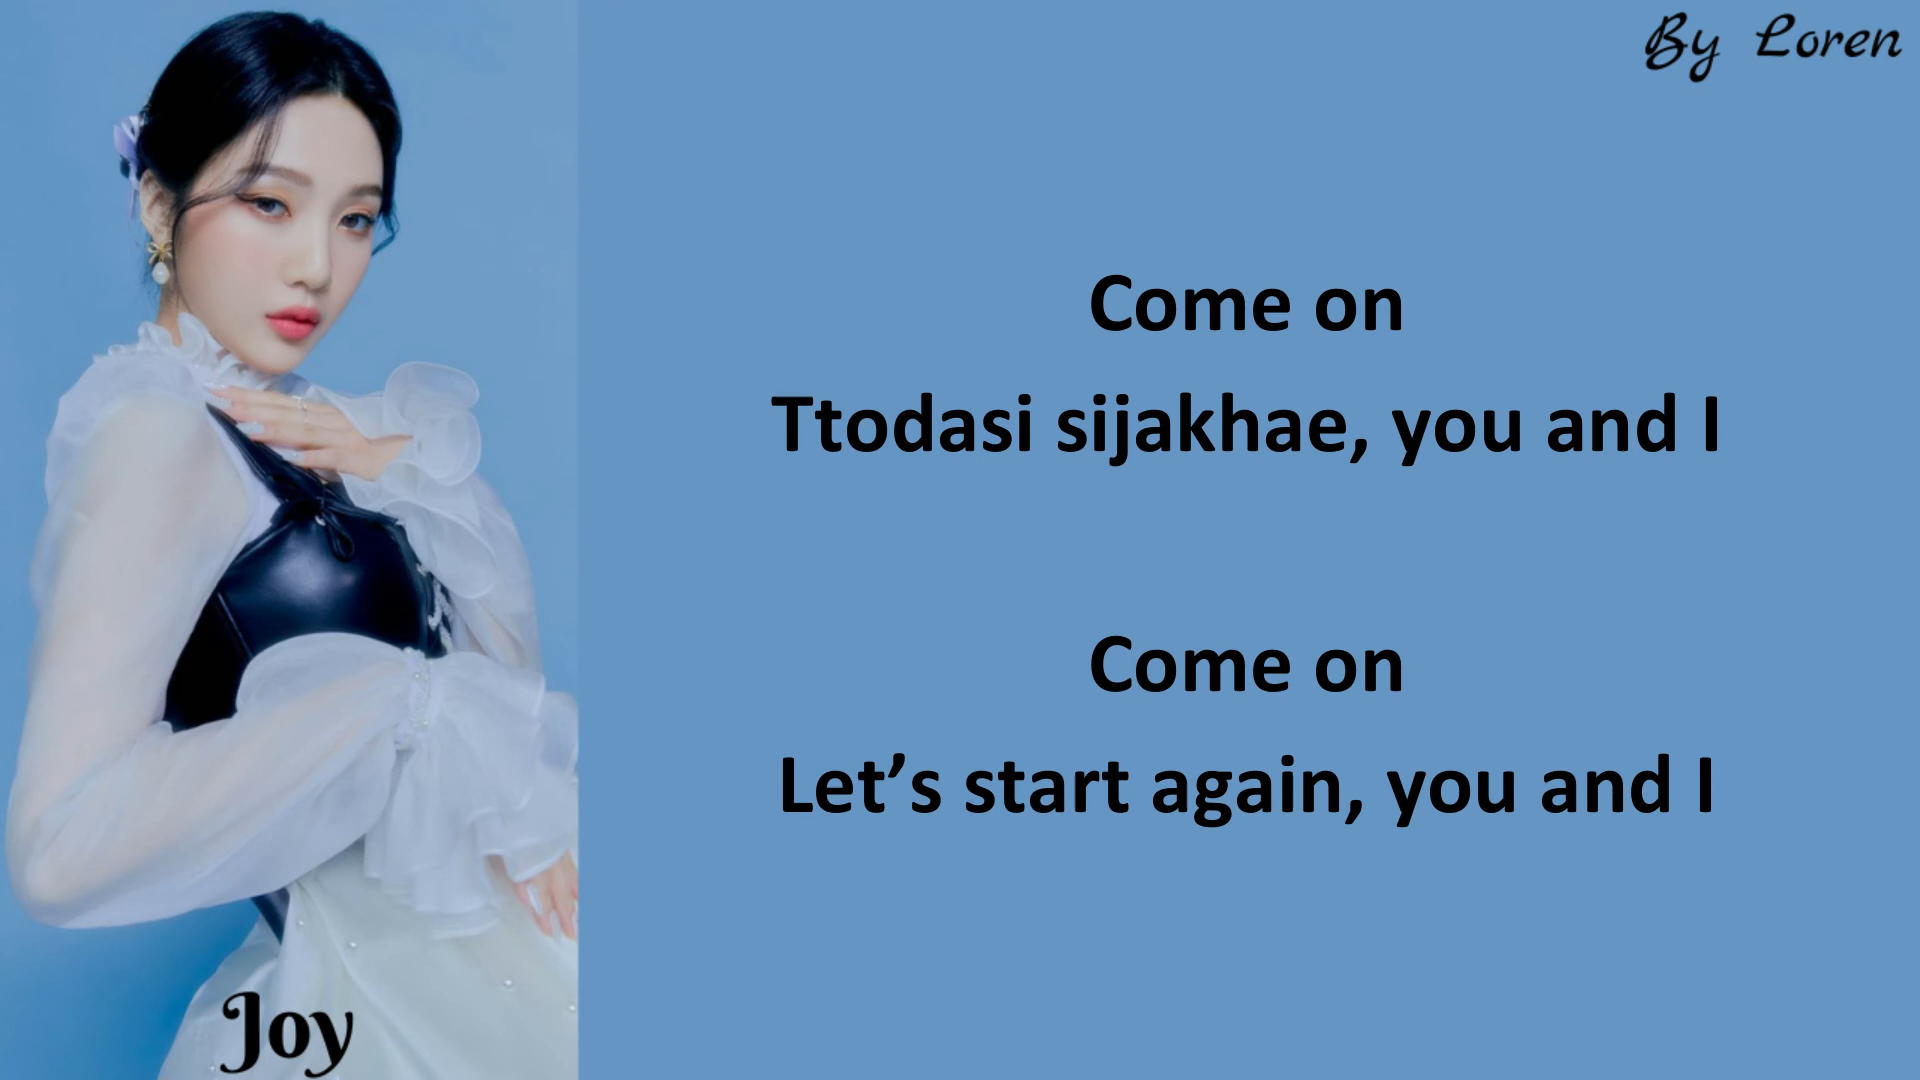 By Loren
Come on
Ttodasi sijakhae, you and I
Come on
Let’s start again, you and I
Joy